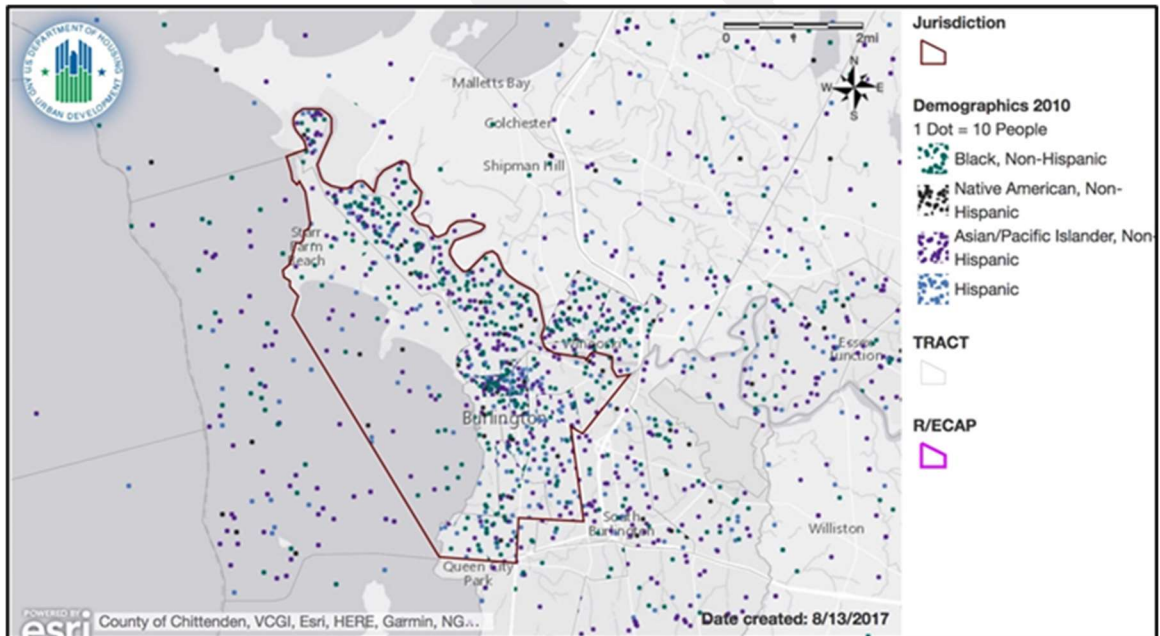 U.S. DEPARTMENT OF HOUSING
AND URBAN DEVELOPMENT
0 1 2mi
N
W E
S
Malletts Bay
Colchester
Shipman Hill
Starr
Farm
Beach
Winooski
Essex
Junction
Burlington
South
Burlington
Williston
Queen City
Park
POWERED BY
esri
County of Chittenden, VCGI, Esri, HERE, Garmin, NG...
Date created: 8/13/2017
Jurisdiction
Demographics 2010
1 Dot = 10 People
Black, Non-Hispanic
Native American, Non-
Hispanic
Asian/Pacific Islander, Non-
Hispanic
Hispanic
TRACT
R/ECAP